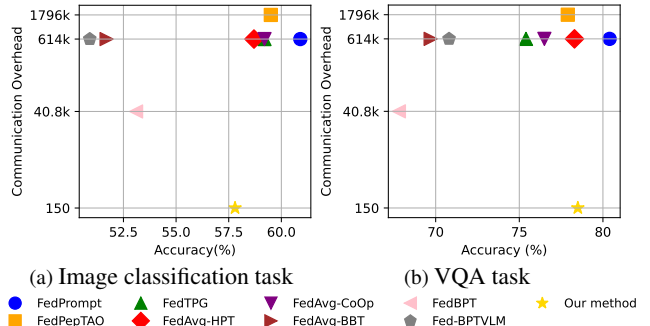 1796k
614k
40.8k
150
Communication Overhead
52.5 55.0 57.5 60.0
Accuracy(%)
(a) Image classification task
1796k
614k
40.8k
150
Communication Overhead
70 75 80
Accuracy (%)
(b) VQA task
FedPrompt FedTPG FedAvg-CoOp FedBPT Our method
FedPepTAO FedAvg-HPT FedAvg-BBT Fed-BPTVLM